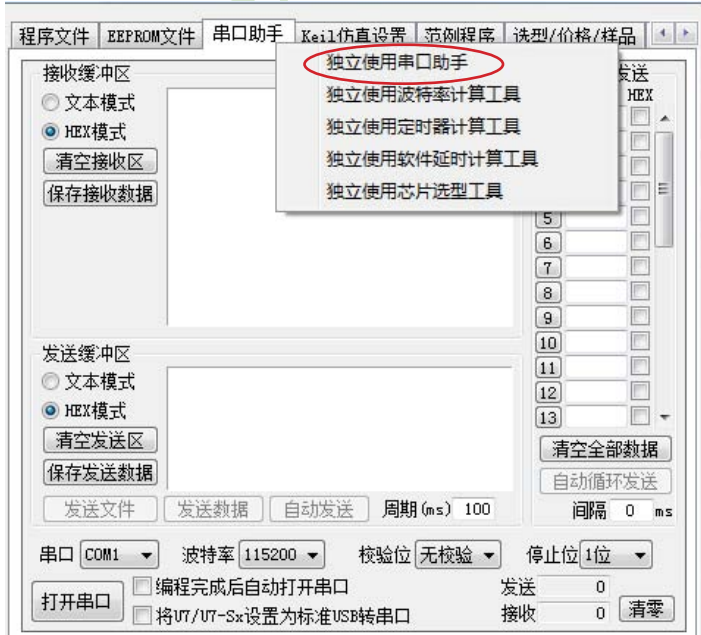 程序文件 EEPROM文件 串口助手 Keil仿真设置 范例程序 选型/价格/样品
独立使用串口助手
独立使用波特率计算工具
独立使用定时器计算工具
独立使用软件延时计算工具
独立使用芯片选型工具
接收缓冲区
文本模式
HEX模式
清空接收区
保存接收数据
发送
HEX
5
6
7
8
9
10
11
12
13
清空全部数据
自动循环发送
间隔 0 ms
发送缓冲区
文本模式
HEX模式
清空发送区
保存发送数据
发送文件 发送数据 自动发送 周期(ms) 100
串口 COM1 波特率 115200 校验位 无校验 停止位 1位
打开串口
编程完成后自动打开串口
将U7/U7-Sx设置为标准USB转串口
发送 0
接收 0
清零